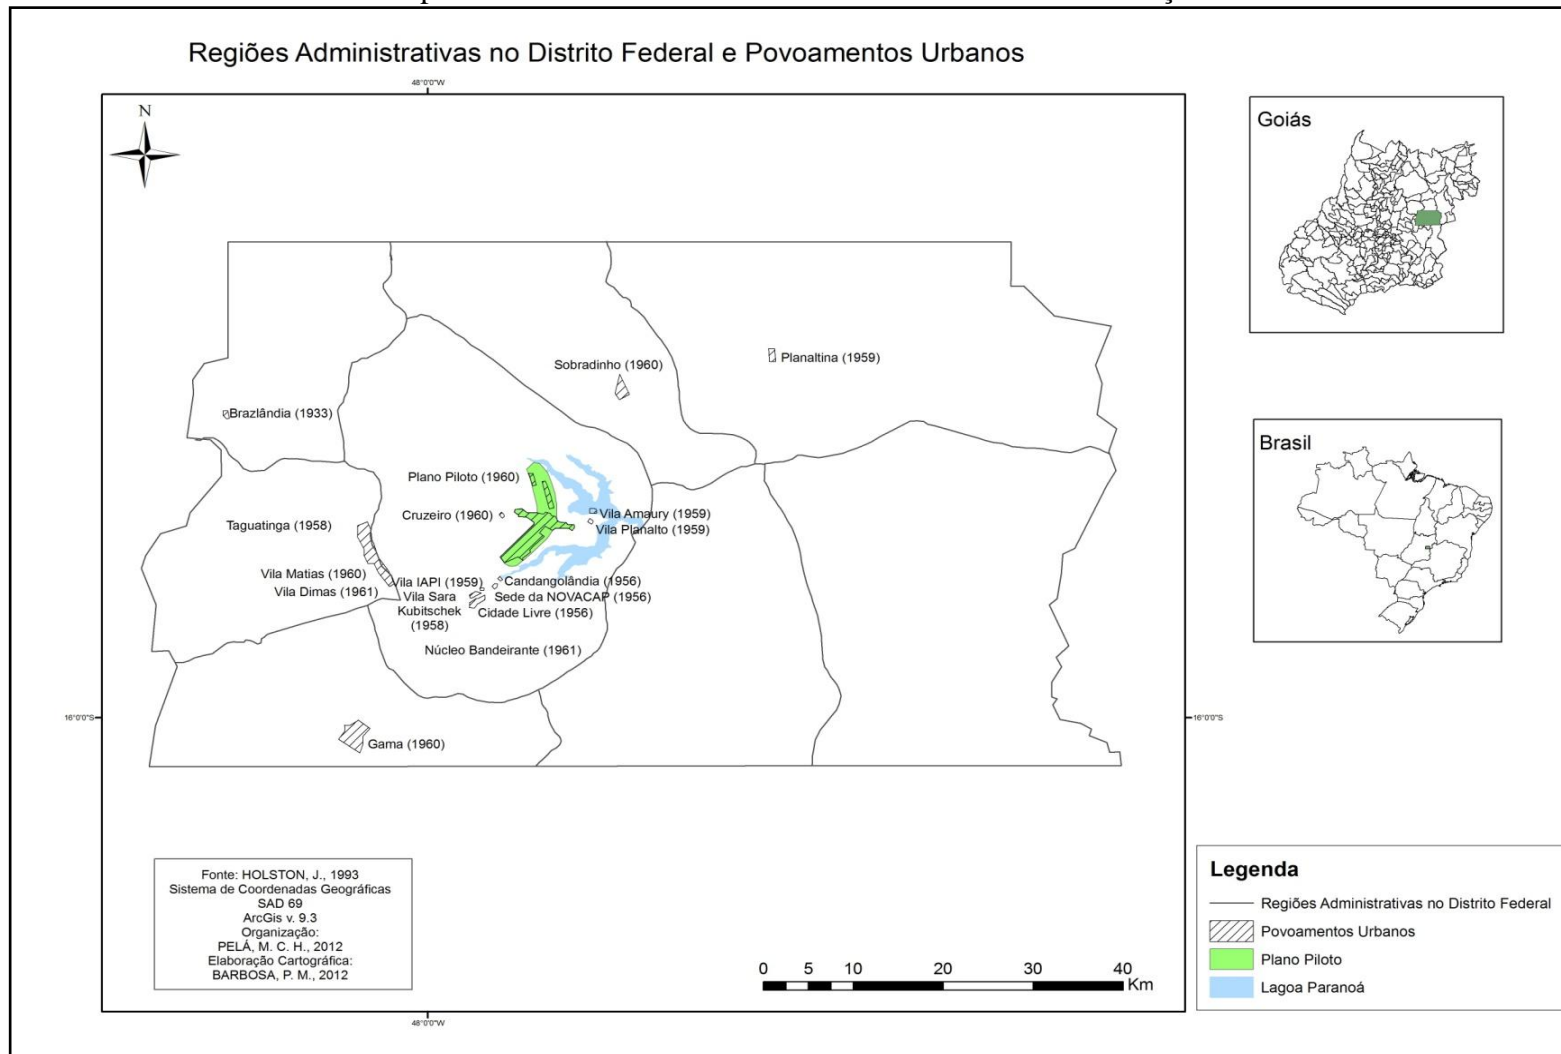 Regiões Administrativas no Distrito Federal e Povoamentos Urbanos
48°0'0"W
N
Goiás
Sobradinho (1960)
Planaltina (1959)
Brazlândia (1933)
Brasil
Plano Piloto (1960)
Cruzeiro (1960)
Vila Amaury (1959)
Taguatinga (1958)
Vila Planalto (1959)
Vila Matias (1960)
Vila IAPI (1959)
Candangolândia (1956)
Vila Dimas (1961)
Vila Sara
Kubitschek
(1958)
Sede da NOVACAP (1956)
Cidade Livre (1956)
Núcleo Bandeirante (1961)
16°0'0"S
16°0'0"S
Gama (1960)
Fonte: HOLSTON, J., 1993
Sistema de Coordenadas Geográficas
SAD 69
ArcGis v. 9.3
Organização:
PELÁ, M. C. H., 2012
Elaboração Cartográfica:
BARBOSA, P. M., 2012
0 5 10 20 30 40
Km
Legenda
Regiões Administrativas no Distrito Federal
Povoamentos Urbanos
Plano Piloto
Lagoa Paranoá
48°0'0"W